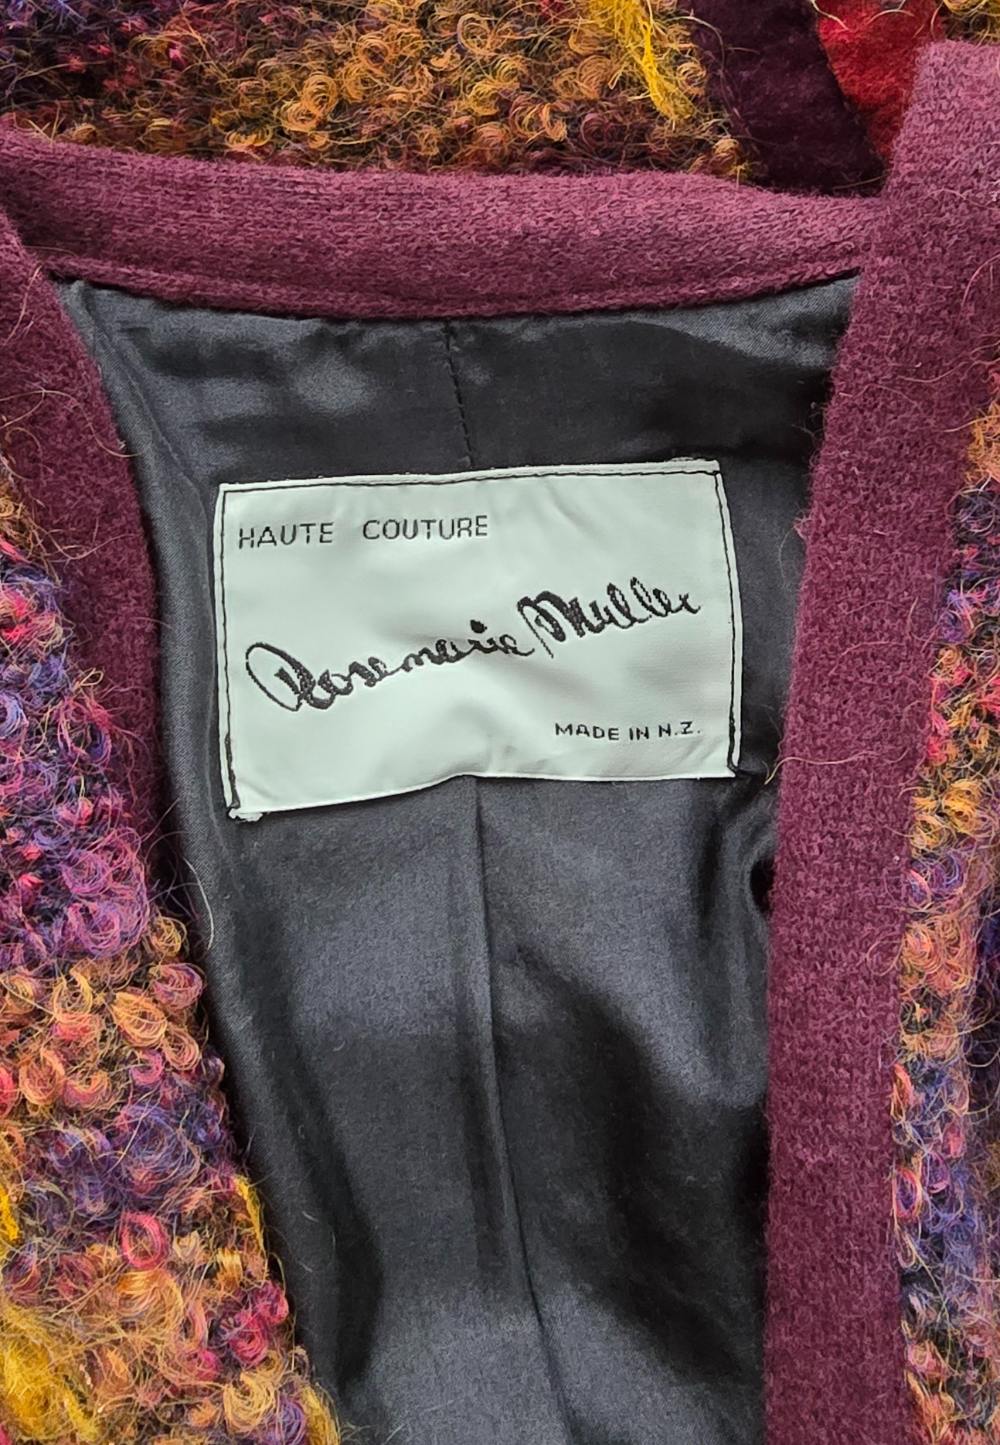 HAUTE COUTURE
Rosemarie Muller
MADE IN N.Z.